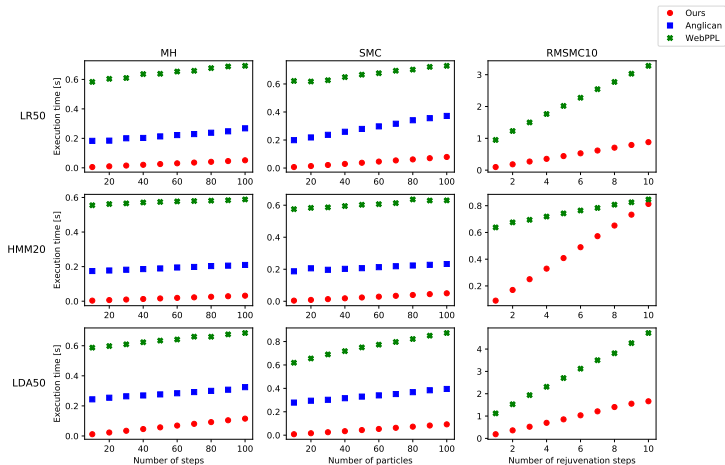 Ours
Anglican
WebPPL
MH
SMC
RMSMC10
LR50
Execution time [s]
0.6
0.4
0.2
0.0
20 40 60 80 100
0.6
0.4
0.2
0.0
20 40 60 80 100
3
2
1
0
2 4 6 8 10
HMM20
Execution time [s]
0.6
0.4
0.2
0.0
20 40 60 80 100
0.6
0.4
0.2
0.0
20 40 60 80 100
0.8
0.6
0.4
0.2
2 4 6 8 10
LDA50
Execution time [s]
0.6
0.4
0.2
0.0
20 40 60 80 100
Number of steps
0.8
0.6
0.4
0.2
0.0
20 40 60 80 100
Number of particles
4
3
2
1
0
2 4 6 8 10
Number of rejuvenation steps